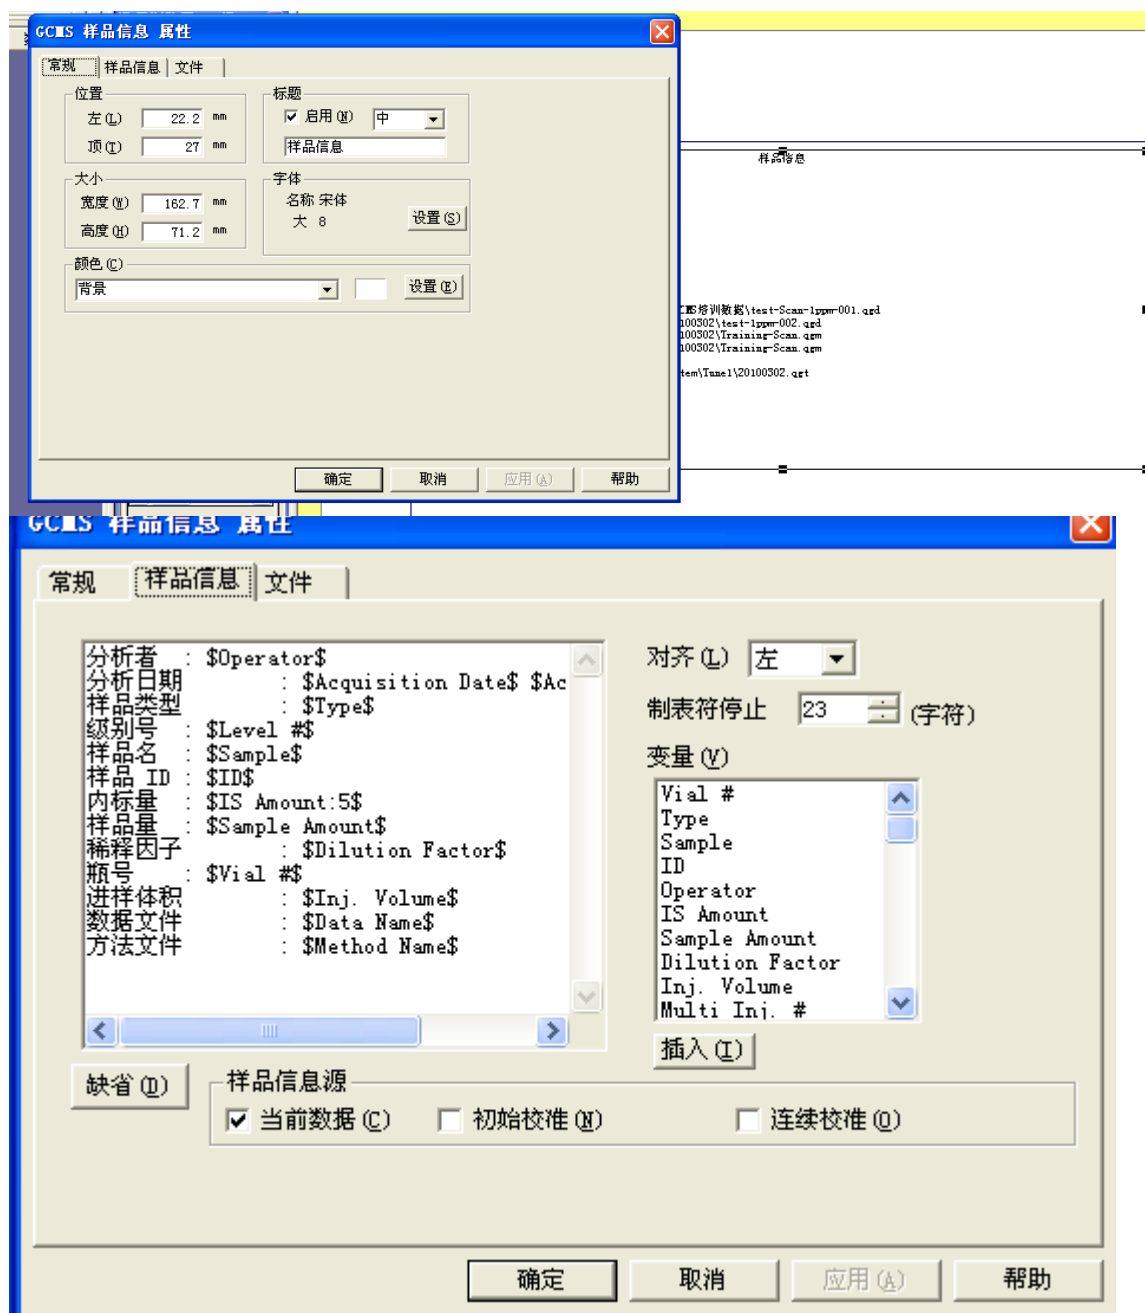 GCMS 样品信息 属性
常规 样品信息 文件
位置
左(L) 22.2 mm
顶(T) 27 mm
标题
启用(N) 中
样品信息
大小
宽度(W) 162.7 mm
高度(H) 71.2 mm
字体
名称 宋体
大 8
设置(S)
颜色(C)
背景
设置(E)
确定 取消 应用(A) 帮助
样品信息
CMS培训数据\test-Scan-1ppm-001.qgd
100302\test-1ppm-002.qgd
100302\Training-Scan.qgm
100302\Training-Scan.qgm
tem\Tune1\20100302.qgt
GCMS 样品信息 属性
常规 样品信息 文件
分析者 : $Operator$
分析日期 : $Acquisition Date$ $Ac
样品类型 : $Type$
级别号 : $Level #$
样品名 : $Sample$
样品 ID : $ID$
内标量 : $IS Amount:5$
样品量 : $Sample Amount$
稀释因子 : $Dilution Factor$
瓶号 : $Vial #$
进样体积 : $Inj. Volume$
数据文件 : $Data Name$
方法文件 : $Method Name$
对齐(L) 左
制表符停止 23 (字符)
变量(V)
Vial #
Type
Sample
ID
Operator
IS Amount
Sample Amount
Dilution Factor
Inj. Volume
Multi Inj. #
插入(I)
缺省(D)
样品信息源
当前数据(C) 初始校准(N) 连续校准(O)
确定 取消 应用(A) 帮助